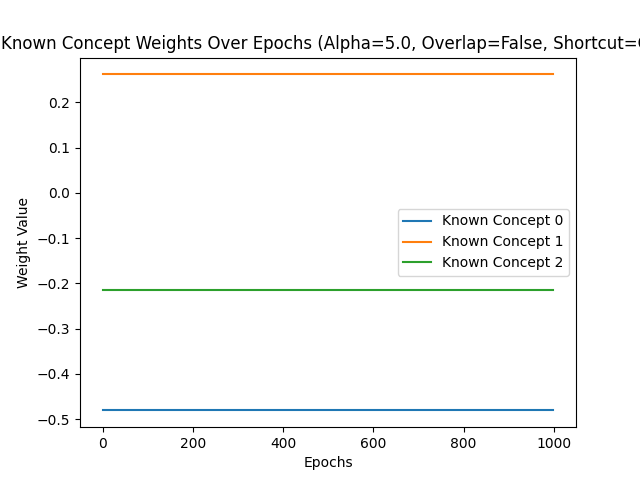 Known Concept Weights Over Epochs (Alpha=5.0, Overlap=False, Shortcut=
0.2
0.1
0.0
−0.1
−0.2
−0.3
−0.4
−0.5
Weight Value
Known Concept 0
Known Concept 1
Known Concept 2
0
200
400
600
800
1000
Epochs